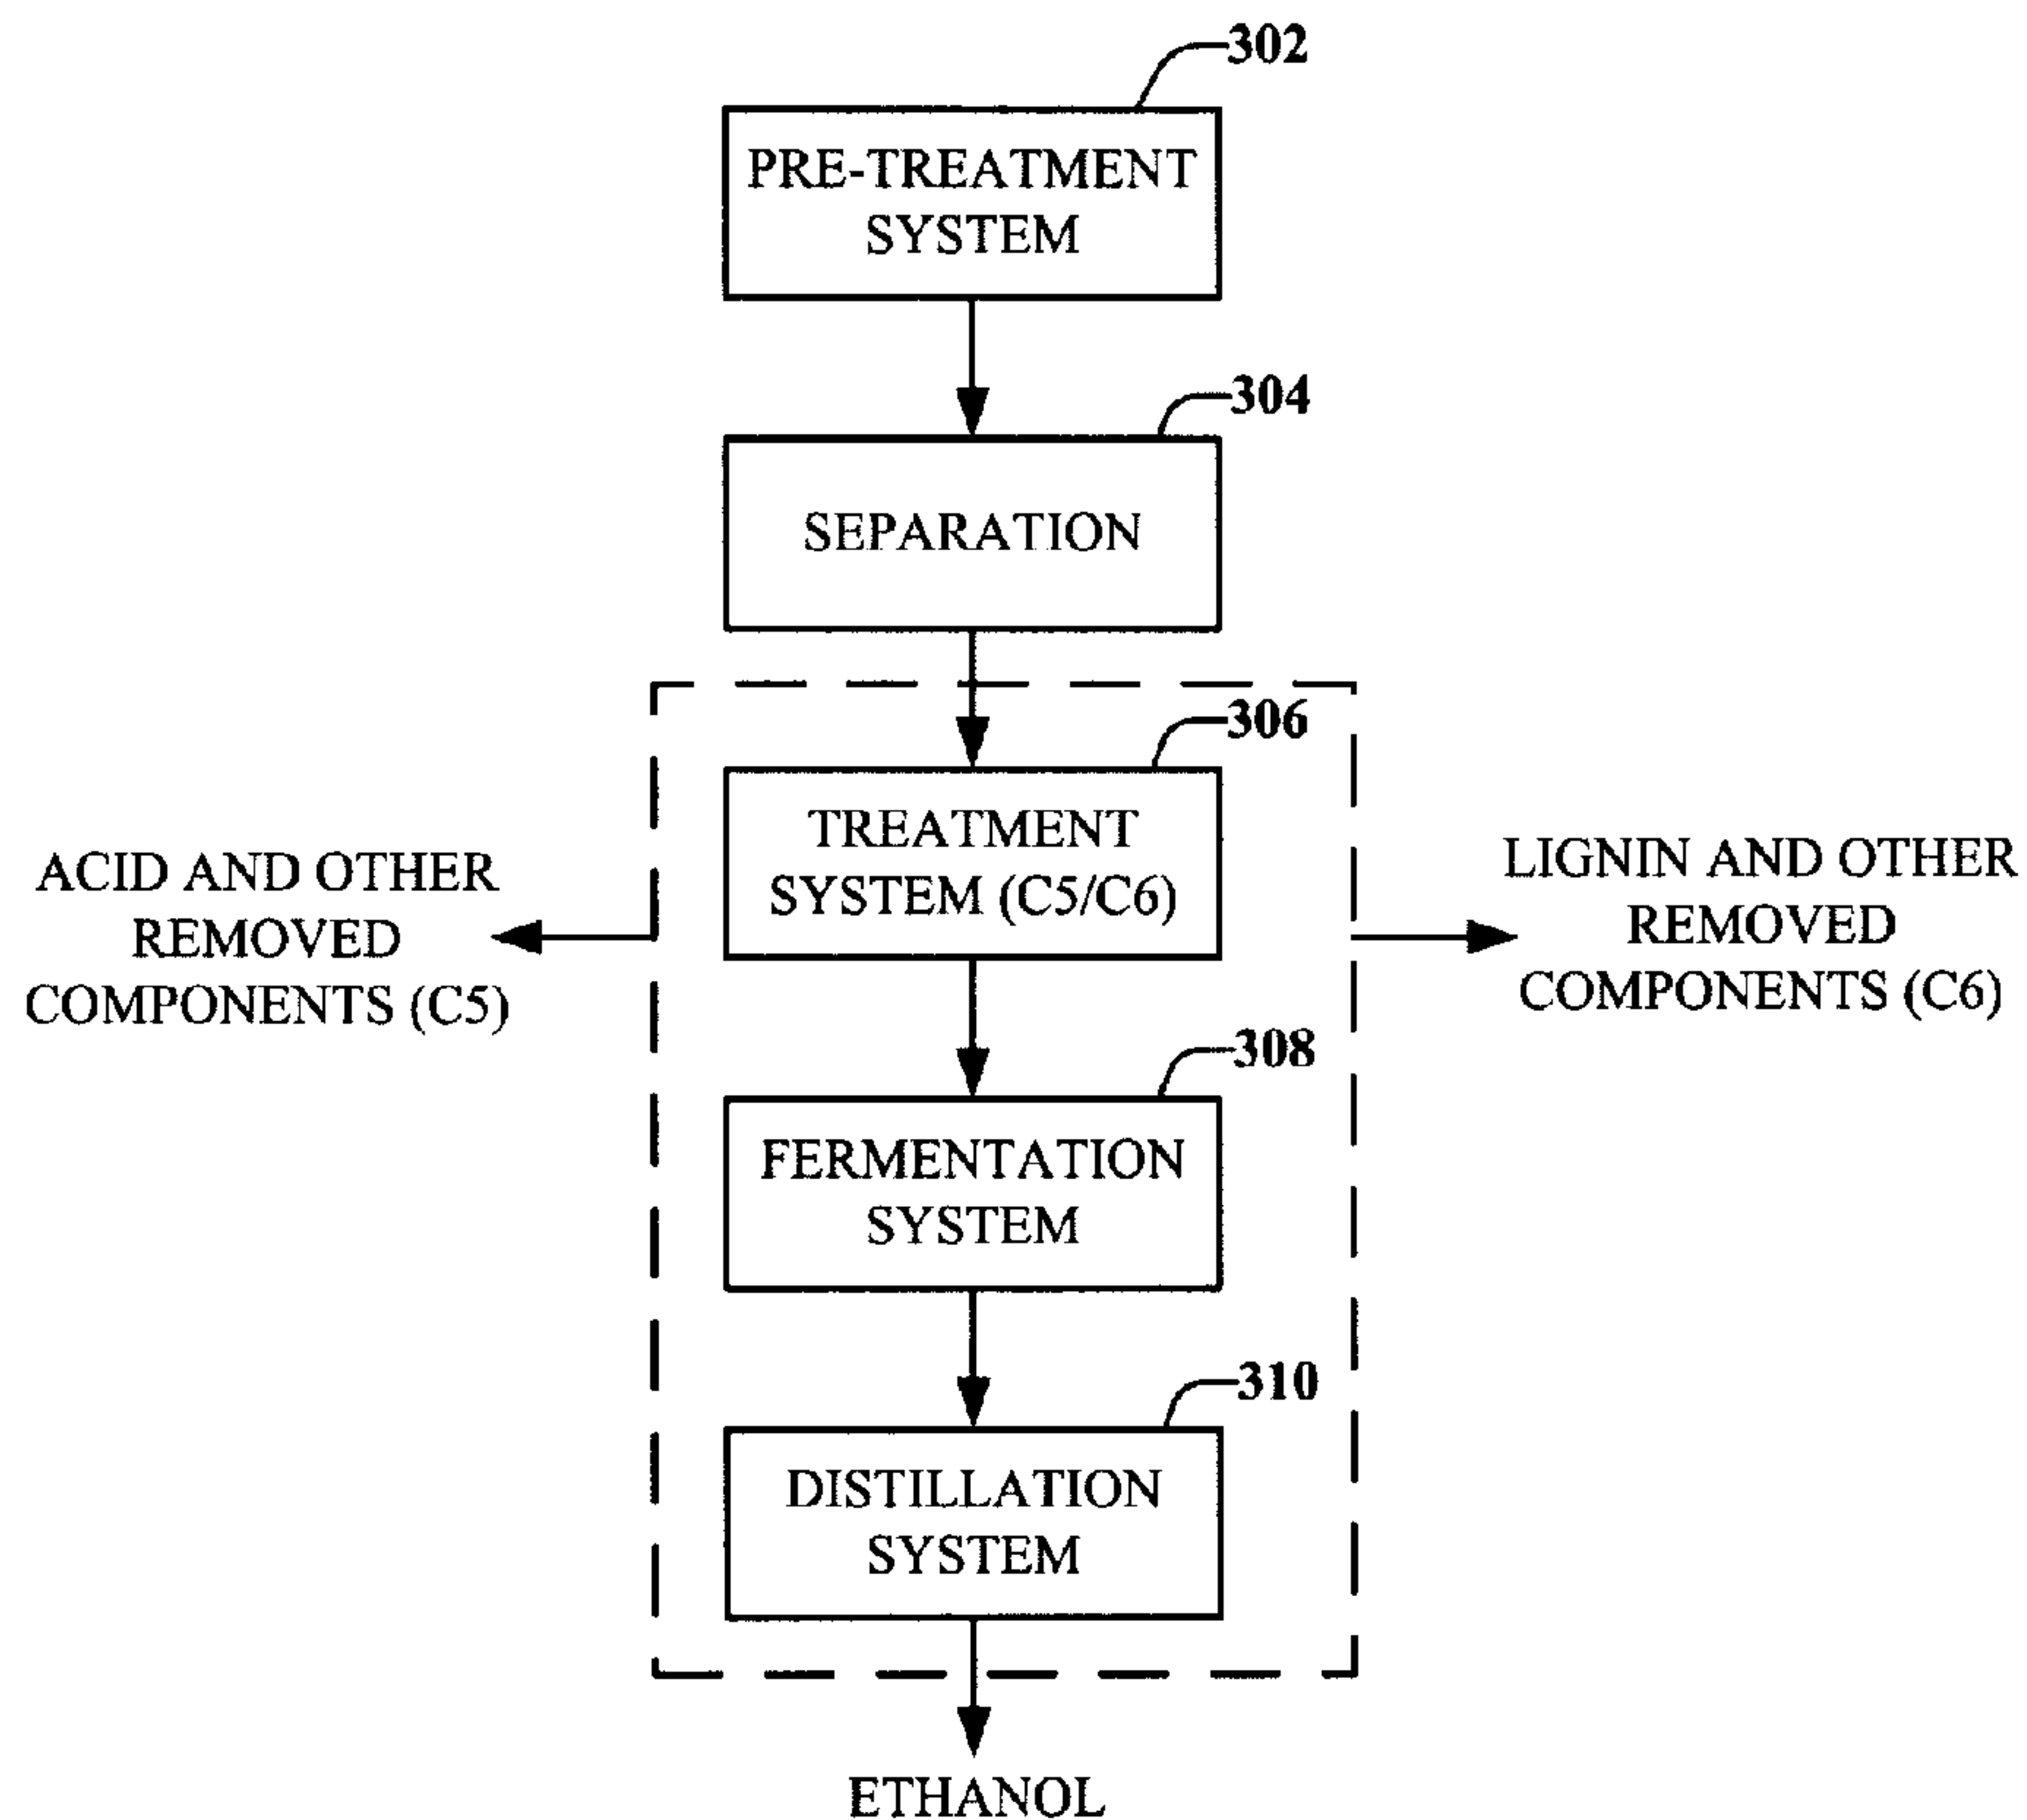 302
PRE-TREATMENT
SYSTEM
304
SEPARATION
306
TREATMENT
SYSTEM (C5/C6)
ACID AND OTHER
REMOVED
COMPONENTS (C5)
LIGNIN AND OTHER
REMOVED
COMPONENTS (C6)
308
FERMENTATION
SYSTEM
310
DISTILLATION
SYSTEM
ETHANOL